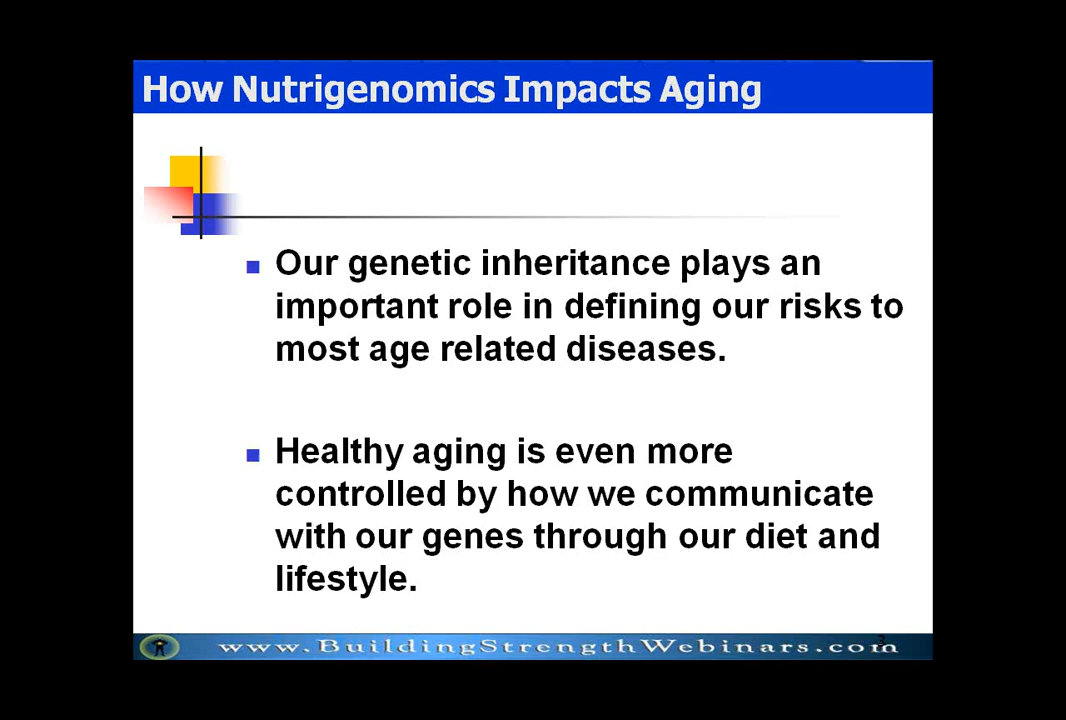 How Nutrigenomics Impacts Aging
Our genetic inheritance plays an
important role in defining our risks to
most age related diseases.
Healthy aging is even more
controlled by how we communicate
with our genes through our diet and
lifestyle.
3
www.BuildingStrengthWebinars.com